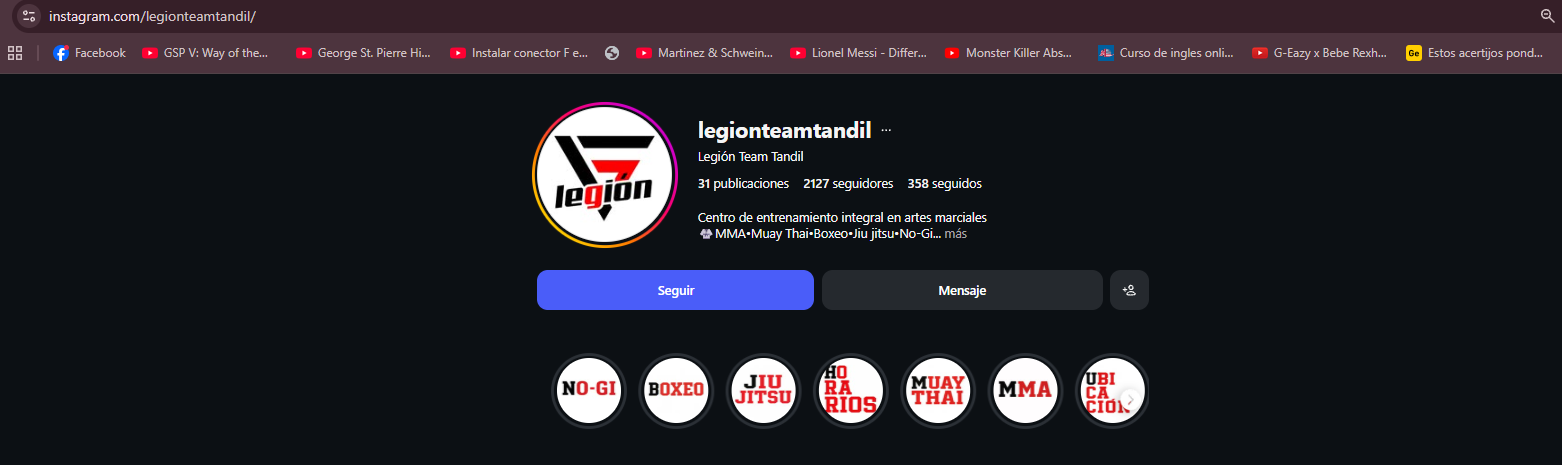 instagram.com/legionteamtandil/
Facebook GSP V: Way of the... George St. Pierre Hi... Instalar conector F e... Martinez & Schwein... Lionel Messi - Differ... Monster Killer Abs... Curso de ingles onli... G-Eazy x Bebe Rexh... Ge Estos acertijos pond...
legión
legionteamtandil ...
Legión Team Tandil
31 publicaciones 2127 seguidores 358 seguidos
Centro de entrenamiento integral en artes marciales
🥋MMA•Muay Thai•Boxeo•Jiu jitsu•No-Gi... más
Seguir Mensaje
NO-GI
BOXEO
JIU
JITSU
HO
RA
RIOS
MUAY
THAI
MMA
UBI
CA
CIÓN